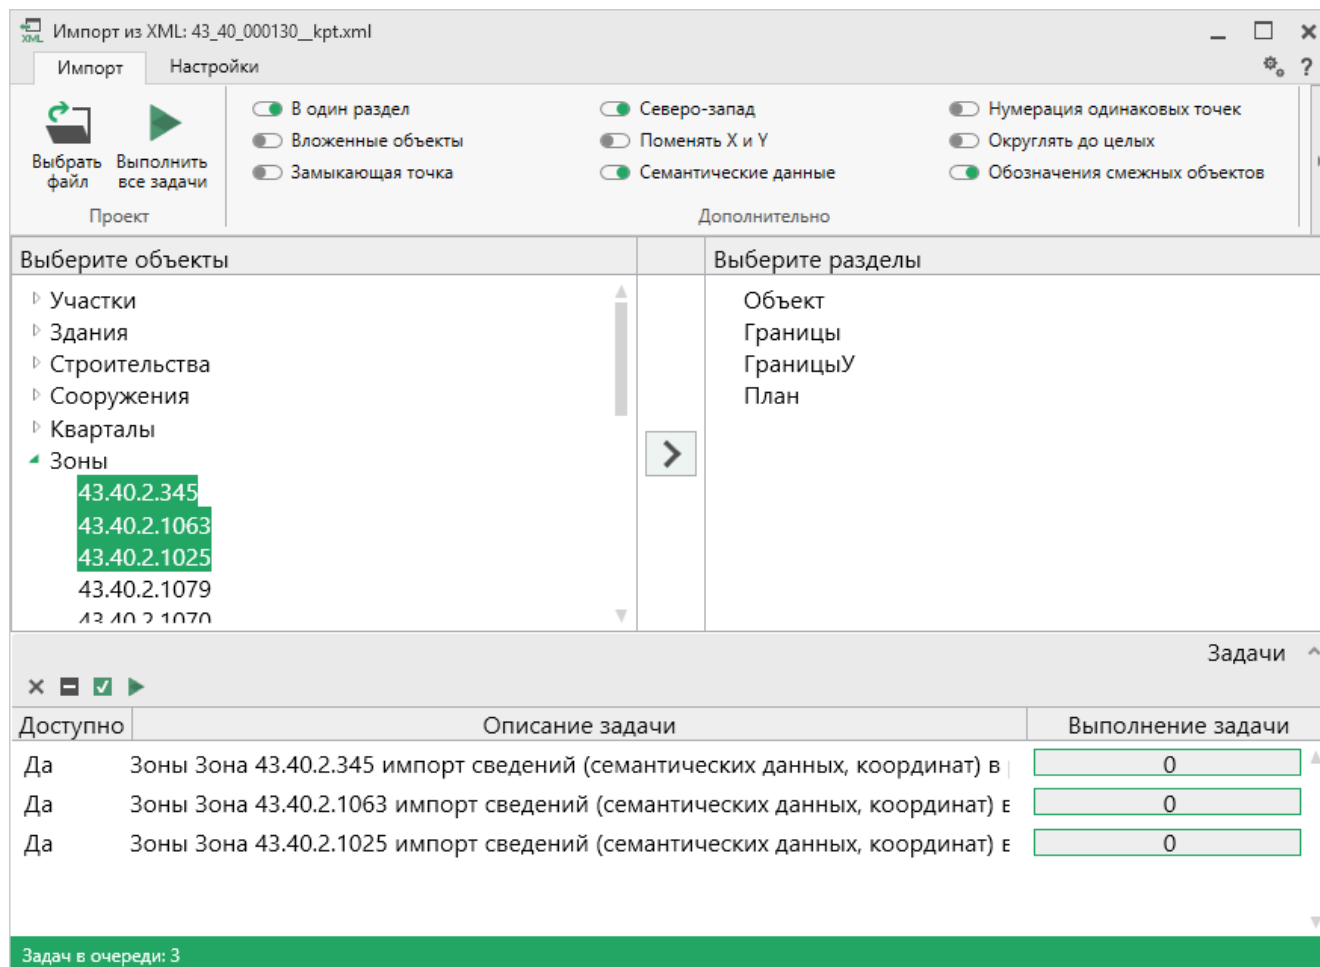 XML Импорт из XML: 43_40_000130__kpt.xml
Импорт Настройки ?
В один раздел Северо-запад Нумерация одинаковых точек
Вложенные объекты Поменять X и Y Округлять до целых
Замыкающая точка Семантические данные Обозначения смежных объектов
Выбрать файл
Выполнить все задачи
Проект Дополнительно
Выберите объекты Выберите разделы
Участки Объект
Здания Границы
Строительства ГраницыУ
Сооружения План
Кварталы
Зоны
43.40.2.345
43.40.2.1063
43.40.2.1025
43.40.2.1079
43.40.2.1070
Задачи
Доступно Описание задачи Выполнение задачи
Да Зоны Зона 43.40.2.345 импорт сведений (семантических данных, координат) в 0
Да Зоны Зона 43.40.2.1063 импорт сведений (семантических данных, координат) в 0
Да Зоны Зона 43.40.2.1025 импорт сведений (семантических данных, координат) в 0
Задач в очереди: 3